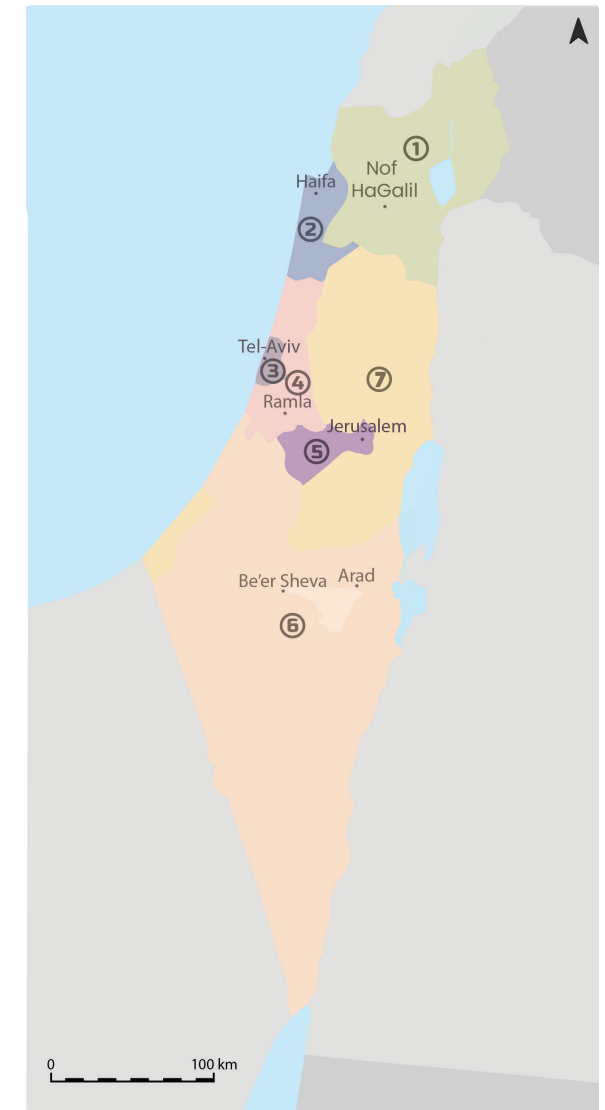 ①
Nof
HaGalil
Haifa
②
Tel-Aviv
③
④
⑦
Ramla
Jerusalem
⑤
Be'er Sheva
Arad
⑥
0
100 km